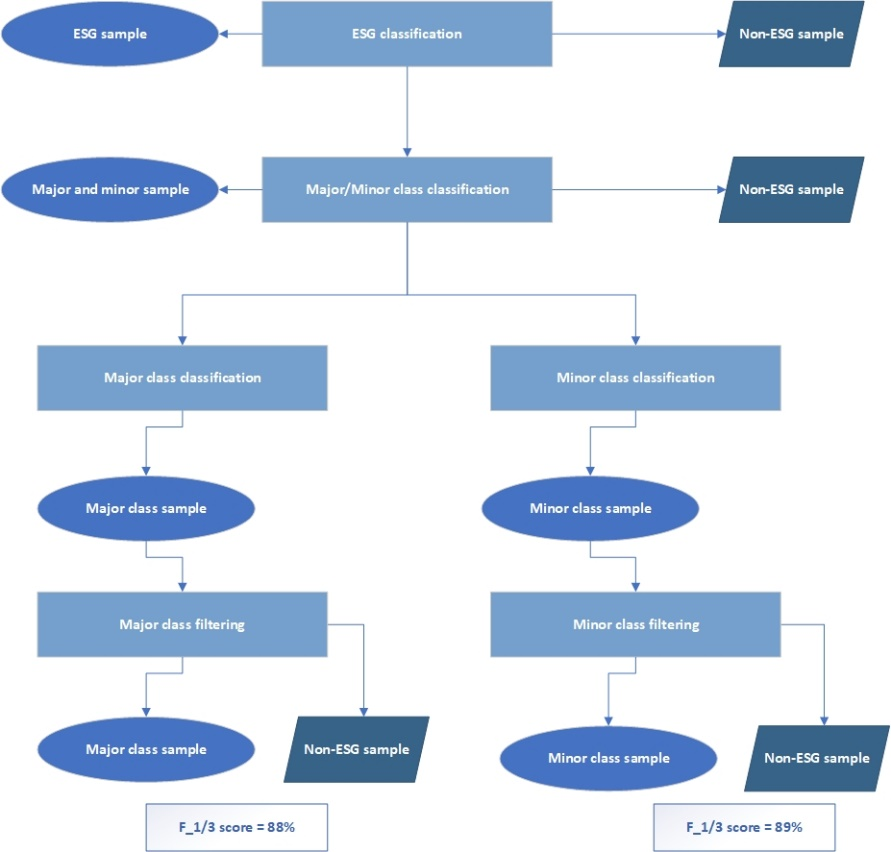 ESG sample
ESG classification
Non-ESG sample
Major and minor sample
Major/Minor class classification
Non-ESG sample
Major class classification
Minor class classification
Major class sample
Minor class sample
Major class filtering
Minor class filtering
Major class sample
Non-ESG sample
Minor class sample
Non-ESG sample
F_1/3 score = 88%
F_1/3 score = 89%